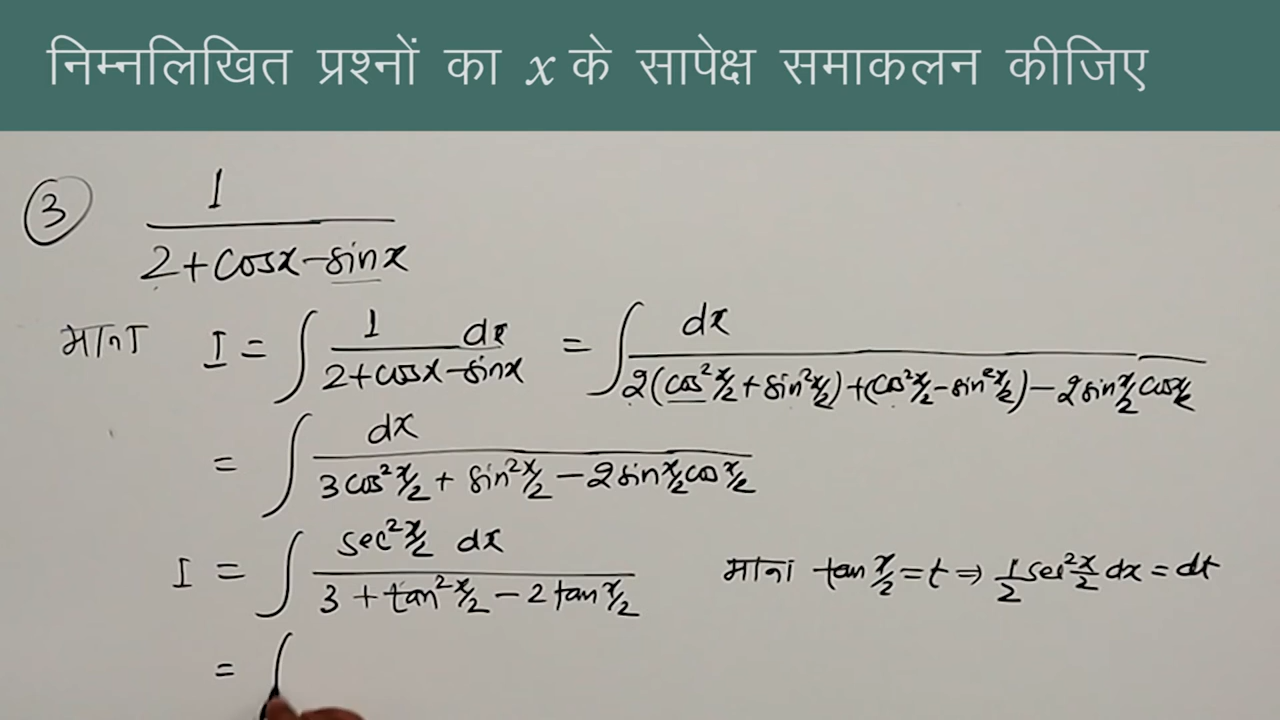 निम्नलिखित प्रश्नों का x के सापेक्ष समाकलन कीजिए
③ 1 / (2+cosx-sinx)
माना I = ∫ 1 dx / (2+cosx-sinx) = ∫ dx / (2(cos²x/2 + sin²x/2)+(cos²x/2 - sin²x/2) - 2sinx/2 cosx/2)
= ∫ dx / (3cos²x/2 + sin²x/2 - 2sinx/2 cosx/2)
I = ∫ sec²x/2 dx / (3 + tan²x/2 - 2tanx/2) माना tan x/2 = t ⇒ 1/2 sec²x/2 dx = dt
= ∫